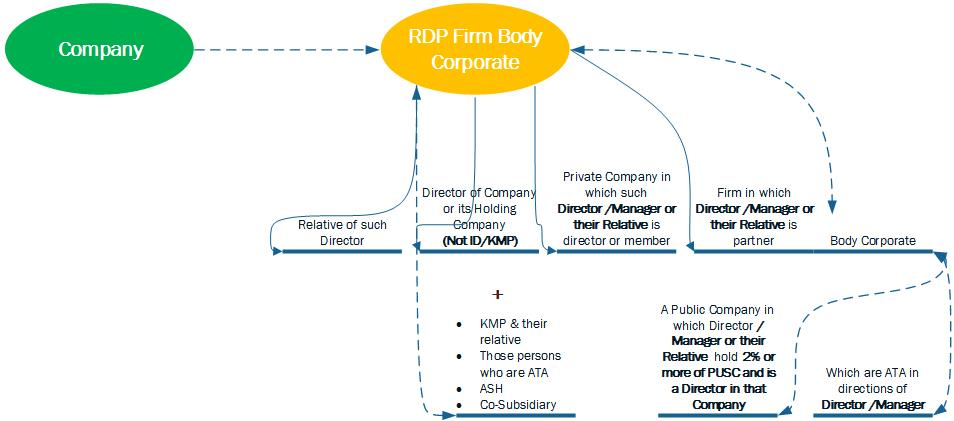 Company
RDP Firm Body
Corporate
Relative of such
Director
Director of Company
or its Holding
Company
(Not ID/KMP)
Private Company in
which such
Director /Manager or
their Relative is
director or member
Firm in which
Director /Manager or
their Relative is
partner
Body Corporate
+
• KMP & their
relative
• Those persons
who are ATA
• ASH
• Co-Subsidiary
A Public Company in
which Director /
Manager or their
Relative hold 2% or
more of PUSC and is
a Director in that
Company
Which are ATA in
directions of
Director /Manager